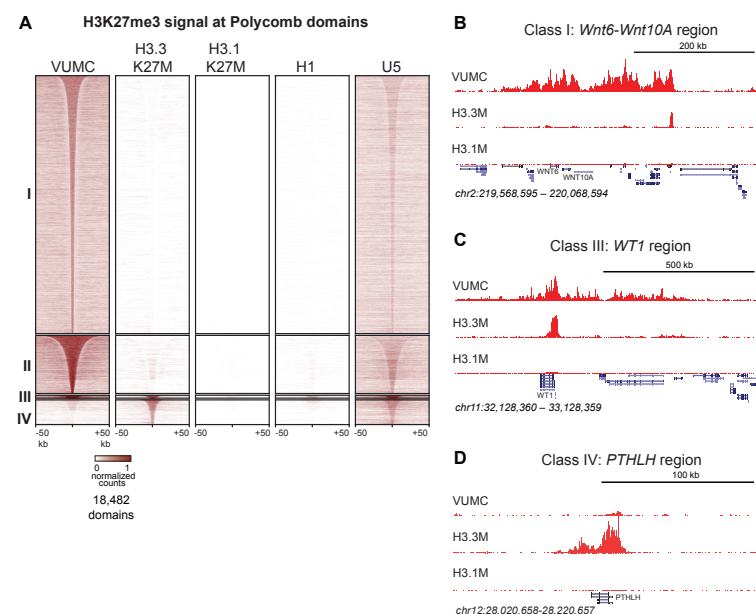 A
H3K27me3 signal at Polycomb domains
VUMC
H3.3
K27M
H3.1
K27M
H1
U5
I
II
III
IV
-50
kb
+50
kb
-50
+50
-50
+50
-50
+50
-50
+50
0
1
normalized
counts
18,482
domains
B
Class I: Wnt6-Wnt10A region
200 kb
VUMC
H3.3M
H3.1M
WNT6
WNT10A
chr2:219,568,595 – 220,068,594
C
Class III: WT1 region
500 kb
VUMC
H3.3M
H3.1M
WT1
chr11:32,128,360 – 33,128,359
D
Class IV: PTHLH region
100 kb
VUMC
H3.3M
H3.1M
PTHLH
chr12:28,020,658-28,220,657